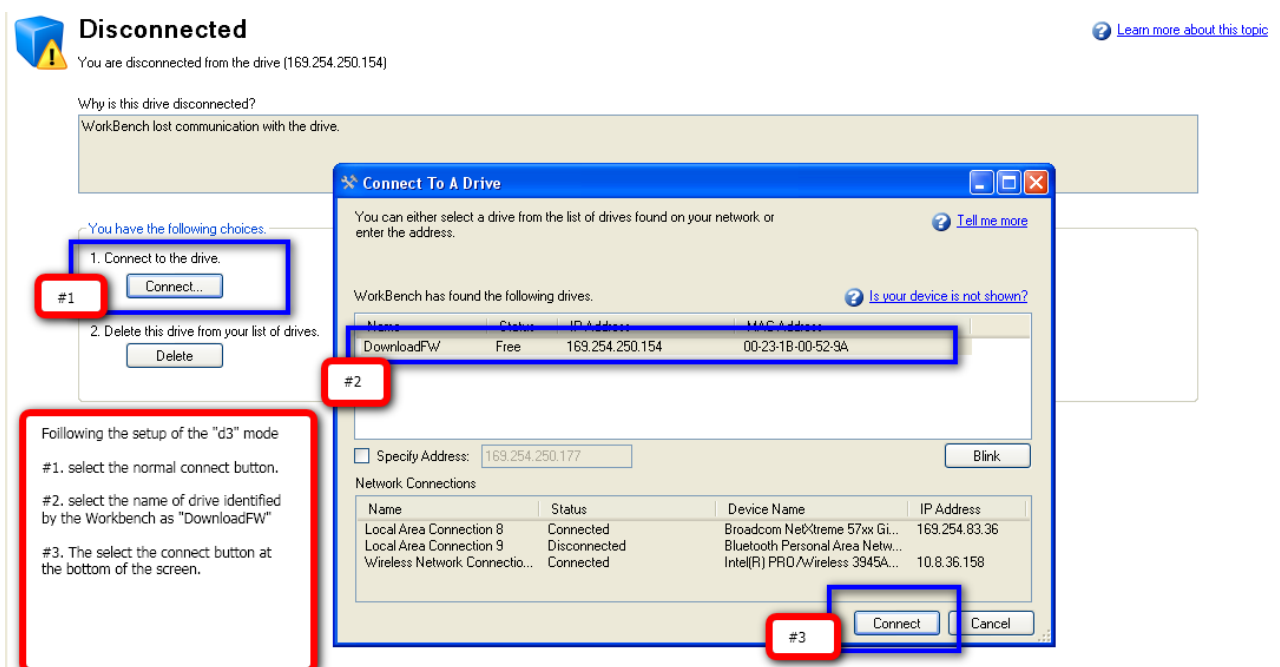 Disconnected
Learn more about this topic
You are disconnected from the drive (169.254.250.154)
Why is this drive disconnected?
WorkBench lost communication with the drive.
You have the following choices.
1. Connect to the drive.
Connect...
#1
2. Delete this drive from your list of drives.
Delete
Foillowing the setup of the "d3" mode
#1. select the normal connect button.
#2. select the name of drive identified
by the Workbench as "DownloadFW"
#3. The select the connect button at
the bottom of the screen.
Connect To A Drive
You can either select a drive from the list of drives found on your network or
enter the address.
Tell me more
WorkBench has found the following drives.
Is your device is not shown?
Name Status IP Address MAC Address
DownloadFW Free 169.254.250.154 00-23-1B-00-52-9A
#2
Specify Address: 169.254.250.177
Blink
Network Connections
Name Status Device Name IP Address
Local Area Connection 8 Connected Broadcom NetXtreme 57xx Gi... 169.254.83.36
Local Area Connection 9 Disconnected Bluetooth Personal Area Netw...
Wireless Network Connectio... Connected Intel(R) PRO/Wireless 3945A... 10.8.36.158
#3
Connect
Cancel